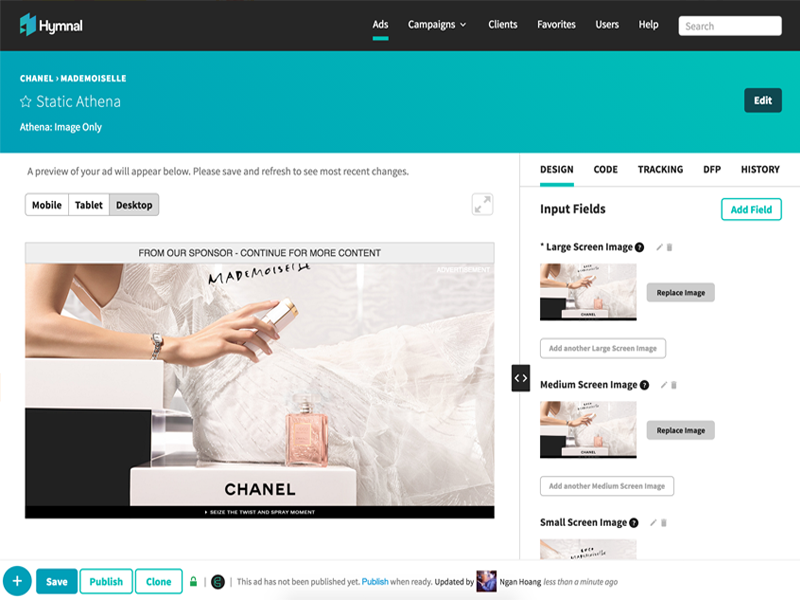 Hymnal
Ads Campaigns Clients Favorites Users Help Search
CHANEL › MADEMOISELLE
Static Athena
Edit
Athena: Image Only
A preview of your ad will appear below. Please save and refresh to see most recent changes.
DESIGN CODE TRACKING DFP HISTORY
Mobile Tablet Desktop
Input Fields
Add Field
FROM OUR SPONSOR - CONTINUE FOR MORE CONTENT
MADEMOISELLE
ADVERTISEMENT
CHANEL
SEIZE THE TWIST AND SPRAY MOMENT
* Large Screen Image ?
CHANEL
Replace Image
Add another Large Screen Image
Medium Screen Image ?
CHANEL
Replace Image
Add another Medium Screen Image
Small Screen Image ?
+ Save Publish Clone | | This ad has not been published yet. Publish when ready. Updated by Ngan Hoang less than a minute ago